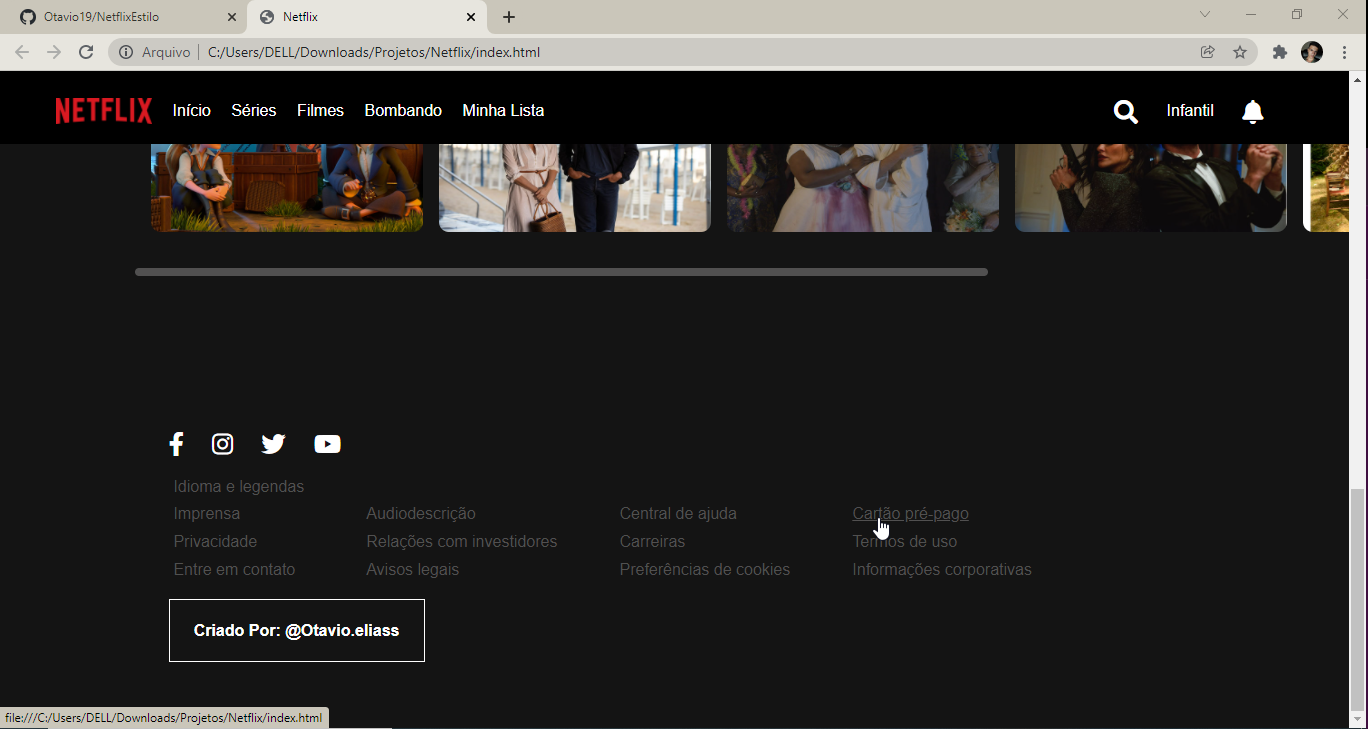 Otavio19/NetflixEstilo
Netflix
Arquivo C:/Users/DELL/Downloads/Projetos/Netflix/index.html
NETFLIX Início Séries Filmes Bombando Minha Lista Infantil
Idioma e legendas
Imprensa Audiodescrição Central de ajuda Cartão pré-pago
Privacidade Relações com investidores Carreiras Termos de uso
Entre em contato Avisos legais Preferências de cookies Informações corporativas
Criado Por: @Otavio.eliass
file:///C:/Users/DELL/Downloads/Projetos/Netflix/index.html